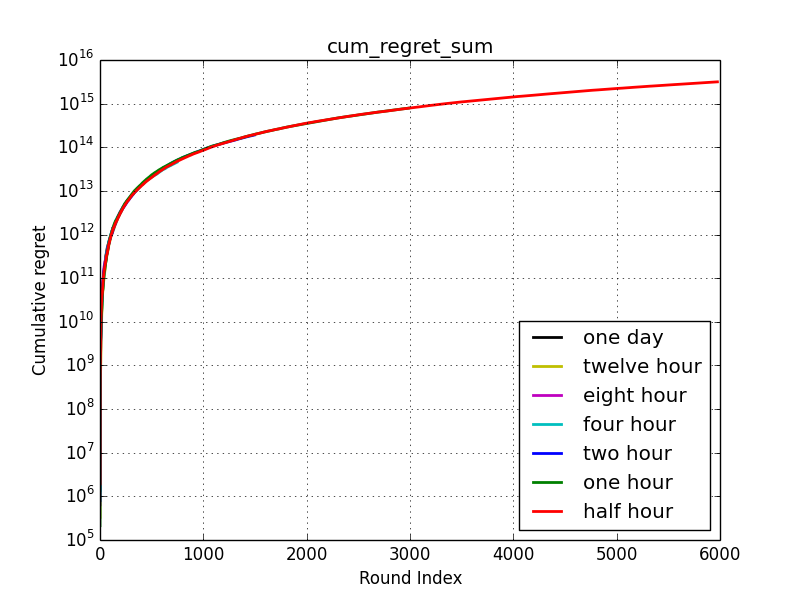 cum_regret_sum
10^16
10^15
10^14
10^13
10^12
10^11
10^10
10^9
10^8
10^7
10^6
10^5
Cumulative regret
one day
twelve hour
eight hour
four hour
two hour
one hour
half hour
0 1000 2000 3000 4000 5000 6000
Round Index